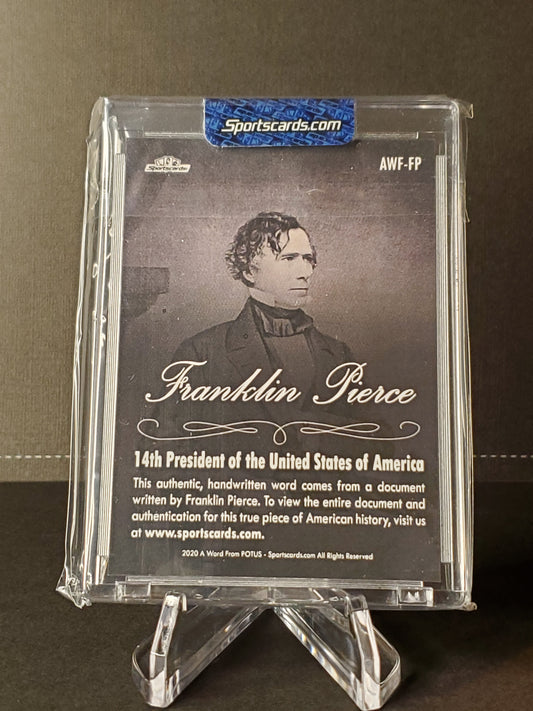 Sportscards.com
Sportscards
AWF-FP
Franklin Pierce
14th President of the United States of America
This authentic, handwritten word comes from a document
written by Franklin Pierce. To view the entire document and
authentication for this true piece of American history, visit us
at www.sportscards.com.
2020 A Word From POTUS - Sportscards.com All Rights Reserved